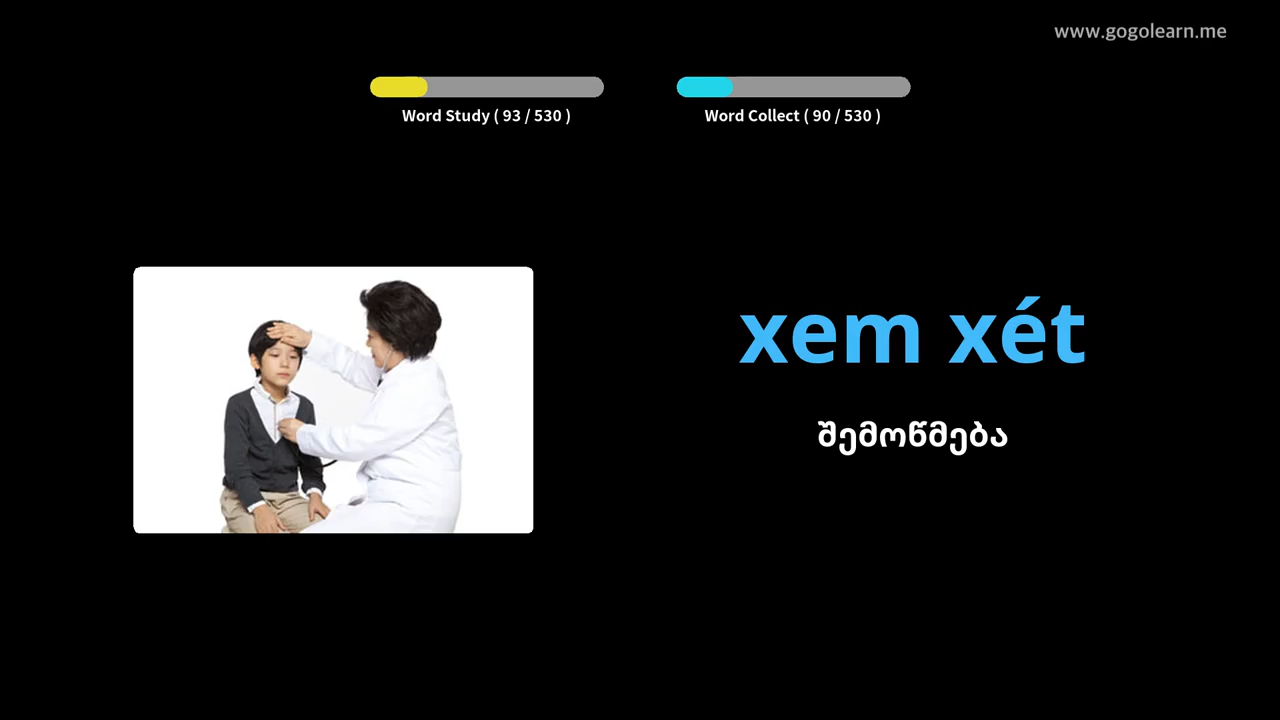 www.gogolearn.me
Word Study ( 93 / 530 )
Word Collect ( 90 / 530 )
xem xét
შემოწმება